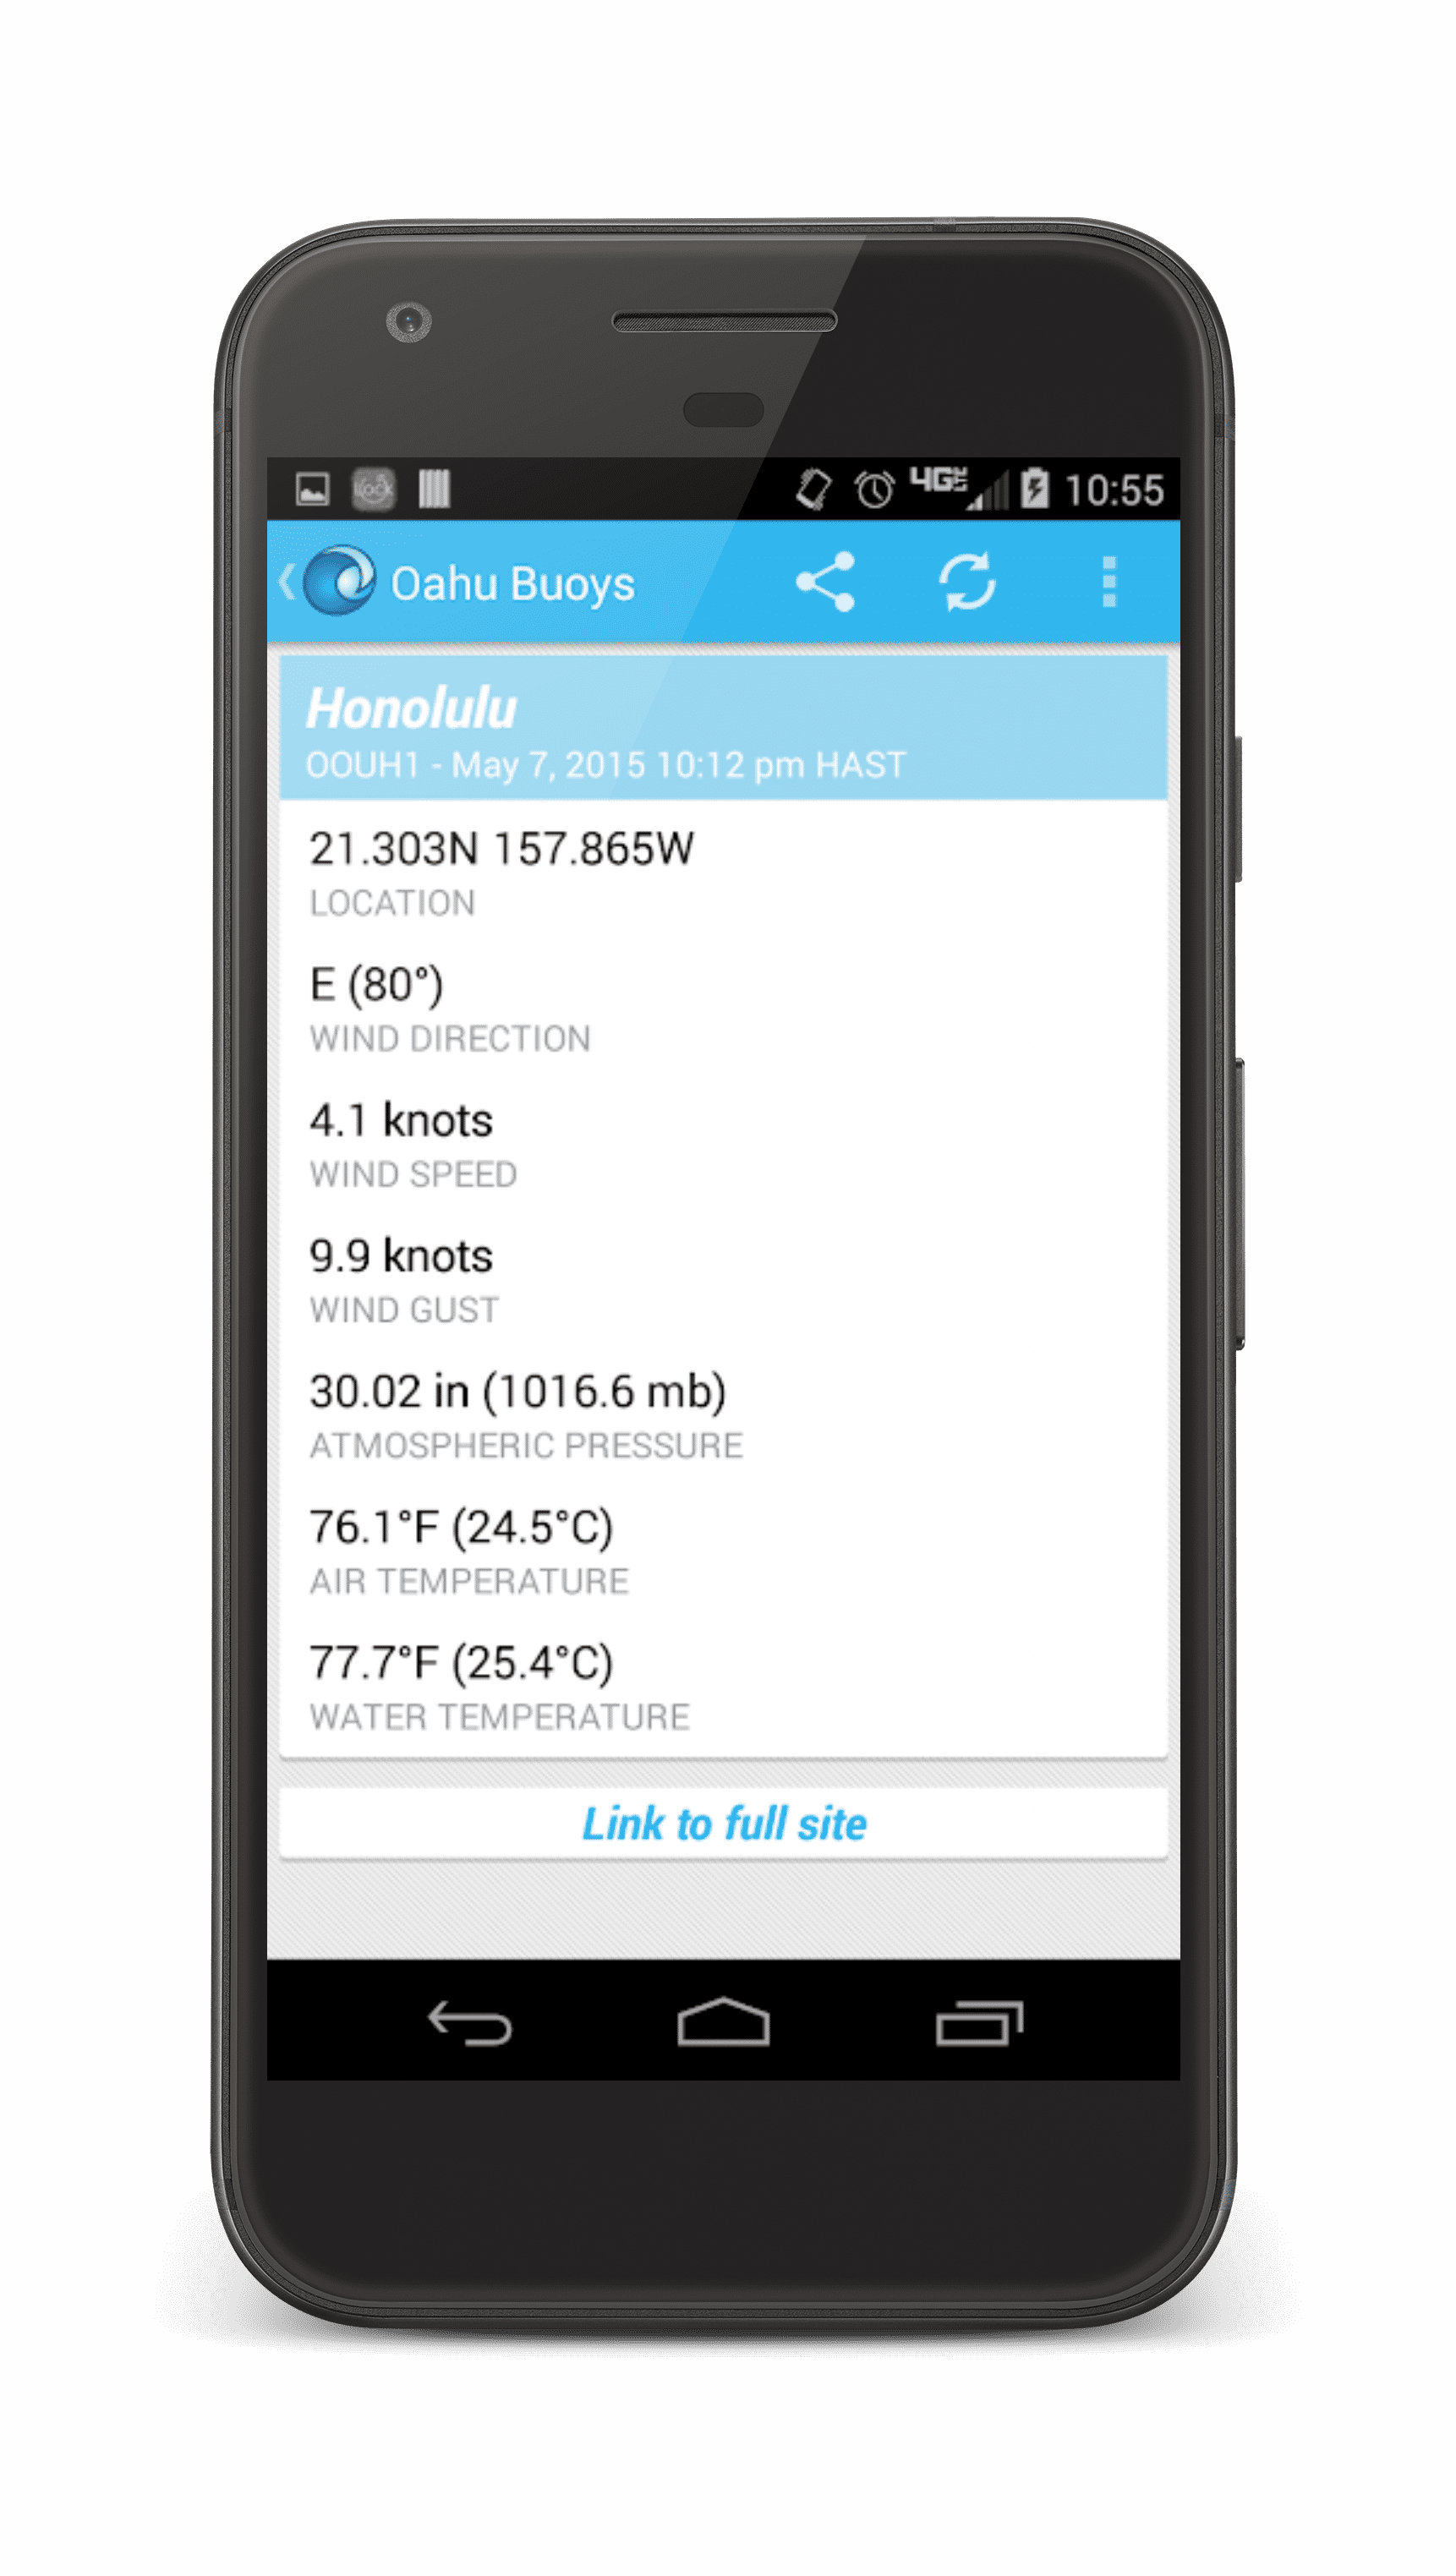 4G 10:55
Oahu Buoys
Honolulu
OOUH1 - May 7, 2015 10:12 pm HAST
21.303N 157.865W
LOCATION
E (80°)
WIND DIRECTION
4.1 knots
WIND SPEED
9.9 knots
WIND GUST
30.02 in (1016.6 mb)
ATMOSPHERIC PRESSURE
76.1°F (24.5°C)
AIR TEMPERATURE
77.7°F (25.4°C)
WATER TEMPERATURE
Link to full site